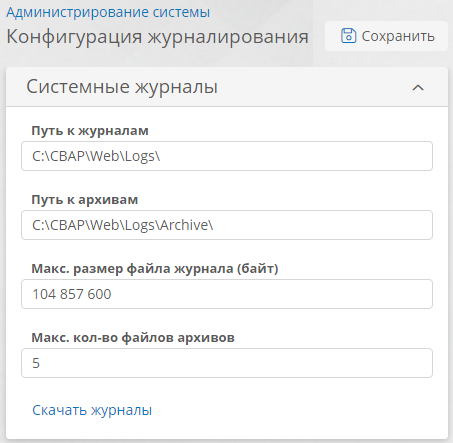 Администрирование системы
Конфигурация журналирования
Сохранить
Системные журналы
Путь к журналам
C:\CBAP\Web\Logs\
Путь к архивам
C:\CBAP\Web\Logs\Archive\
Макс. размер файла журнала (байт)
104 857 600
Макс. кол-во файлов архивов
5
Скачать журналы